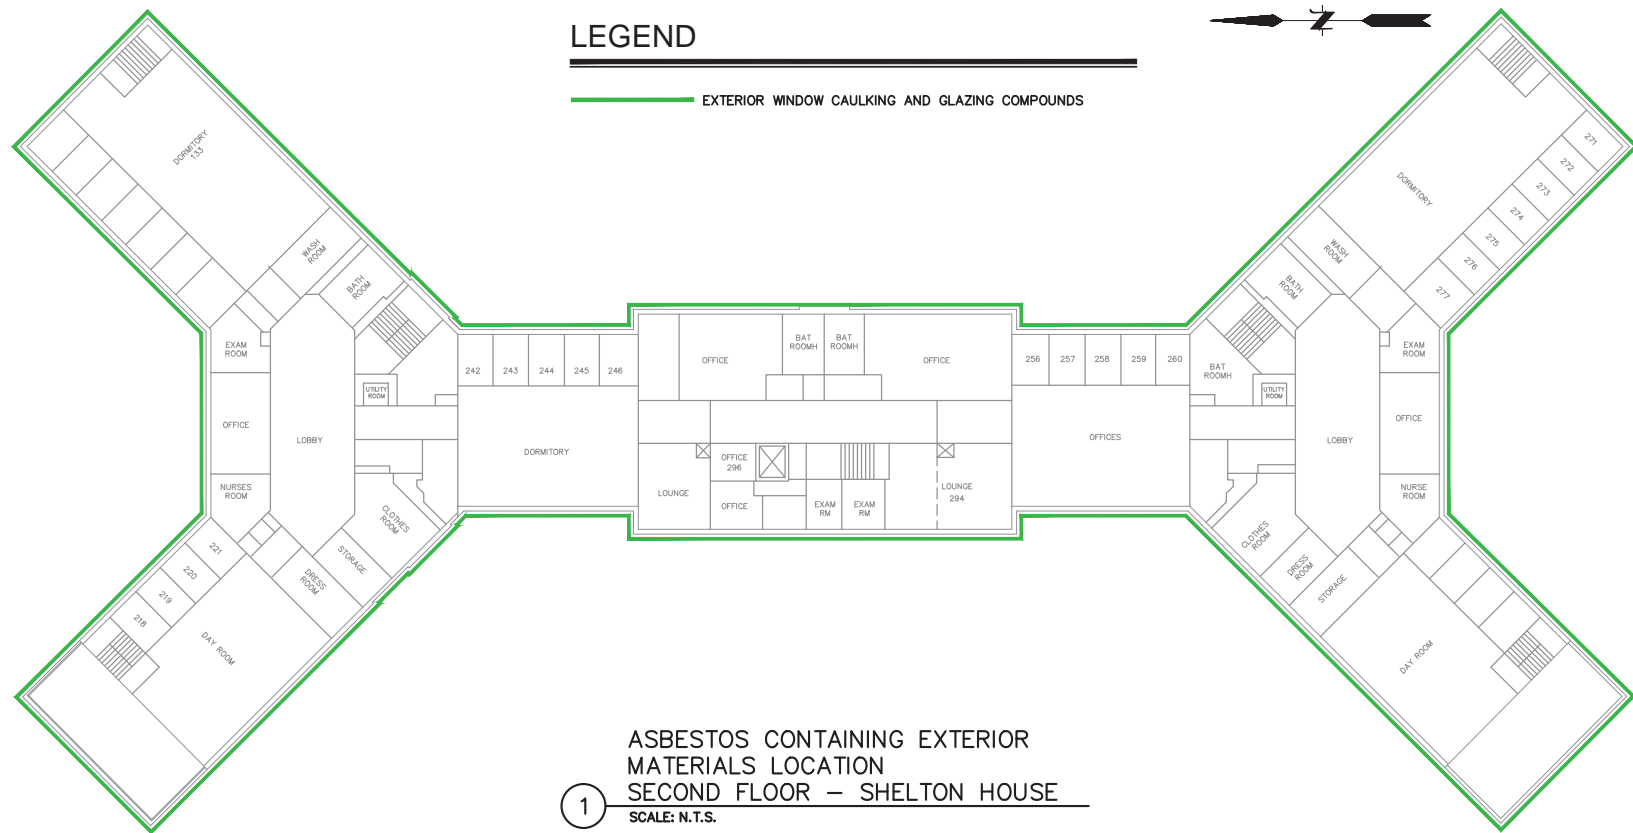 LEGEND
EXTERIOR WINDOW CAULKING AND GLAZING COMPOUNDS
N
DORMITORY
133
WASH
ROOM
BATH
ROOM
EXAM
ROOM
UTILITY
ROOM
OFFICE
LOBBY
NURSES
ROOM
CLOTHES
ROOM
STORAGE
DRESS
ROOM
221
220
219
218
DAY ROOM
242
243
244
245
246
DORMITORY
OFFICE
BAT
ROOMH
BAT
ROOMH
OFFICE
LOUNGE
OFFICE
296
OFFICE
EXAM
RM
EXAM
RM
LOUNGE
294
256
257
258
259
260
OFFICES
DORMITORY
271
272
273
274
275
276
277
WASH
ROOM
BATH
ROOM
BAT
ROOMH
UTILITY
ROOM
EXAM
ROOM
OFFICE
LOBBY
NURSE
ROOM
CLOTHES
ROOM
DRESS
ROOM
STORAGE
DAY ROOM
ASBESTOS CONTAINING EXTERIOR
MATERIALS LOCATION
1 SECOND FLOOR - SHELTON HOUSE
SCALE: N.T.S.